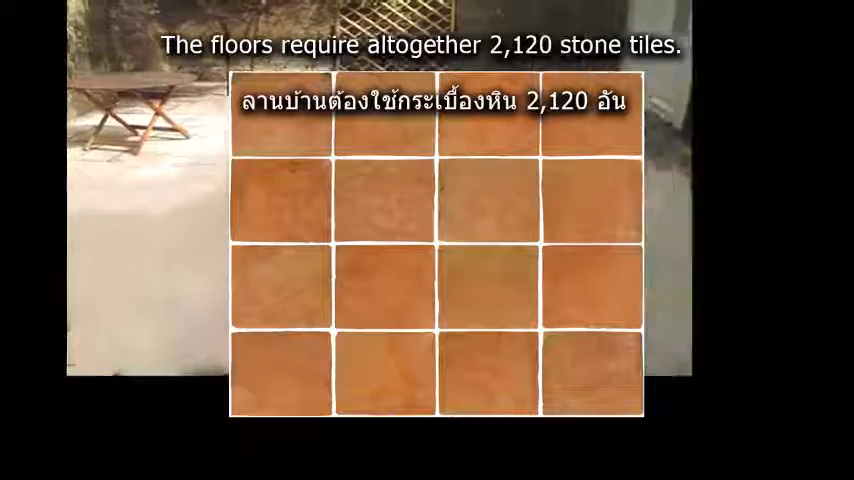 The floors require altogether 2,120 stone tiles.
ลานบ้านต้องใช้กระเบื้องหิน 2,120 อัน